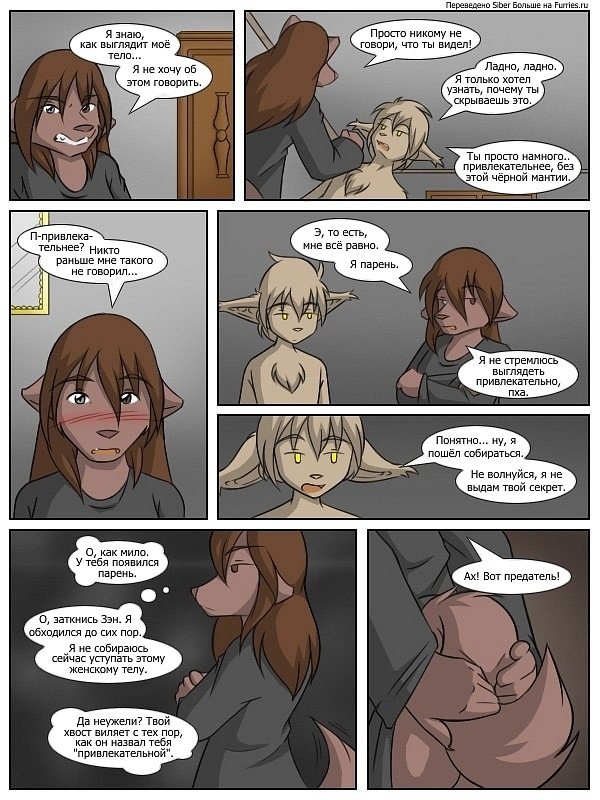 Переведено Siber Больше на Furries.ru
Я знаю,
как выглядит моё
тело...
Я не хочу об
этом говорить.
Просто никому не
говори, что ты видел!
Ладно, ладно.
Я только хотел
узнать, почему ты
скрываешь это.
Ты просто намного..
привлекательнее, без
этой чёрной мантии.
П-привлека-
тельнее?
Никто
раньше мне такого
не говорил...
Э, то есть,
мне всё равно.
Я парень.
Я не стремлюсь
выглядеть
привлекательно,
пха.
Понятно... ну, я
пошёл собираться.
Не волнуйся, я не
выдам твой секрет.
О, как мило.
У тебя появился
парень.
О, заткнись Зэн. Я
обходился до сих пор.
Я не собираюсь
сейчас уступать этому
женскому телу.
Да неужели? Твой
хвост виляет с тех пор,
как он назвал тебя
"привлекательной".
Ах! Вот предатель!